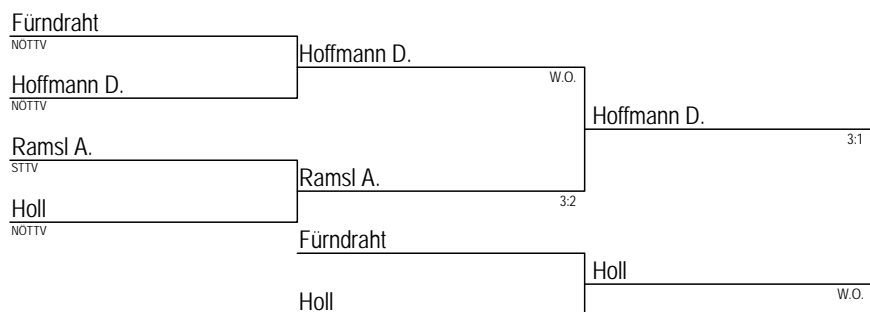 Fürndraht
NÖTTV
Hoffmann D.
W.O.
Hoffmann D.
NÖTTV
Hoffmann D.
3:1
Ramsl A.
STTV
Ramsl A.
3:2
Holl
NÖTTV
Fürndraht
Holl
W.O.
Holl